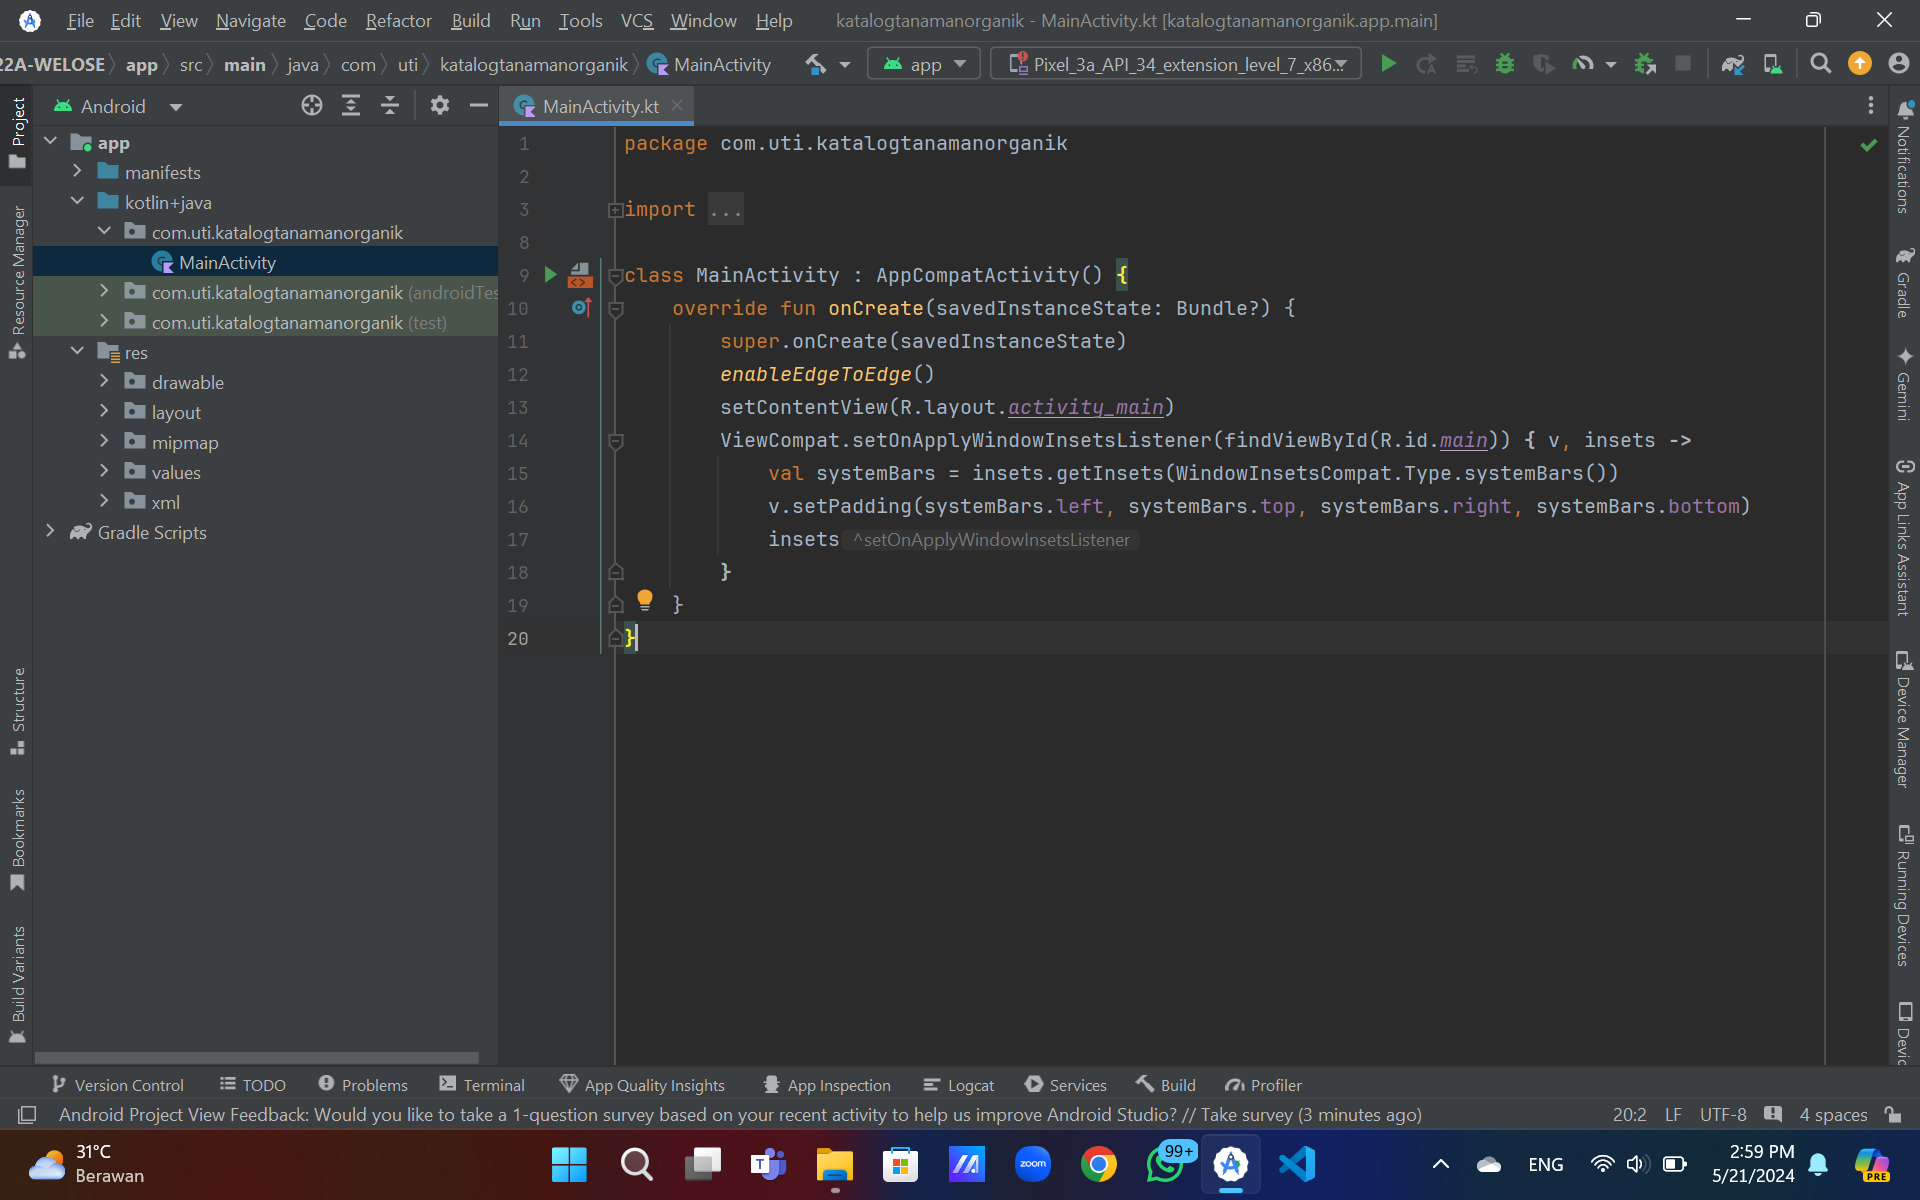 File Edit View Navigate Code Refactor Build Run Tools VCS Window Help katalogtanamanorganik - MainActivity.kt [katalogtanamanorganik.app.main]
22A-WELOSE app src main java com uti katalogtanamanorganik MainActivity app Pixel_3a_API_34_extension_level_7_x86...
Project
Resource Manager
Structure
Bookmarks
Build Variants
Android
app
manifests
kotlin+java
com.uti.katalogtanamanorganik
MainActivity
com.uti.katalogtanamanorganik (androidTes
com.uti.katalogtanamanorganik (test)
res
drawable
layout
mipmap
values
xml
Gradle Scripts
MainActivity.kt
1 package com.uti.katalogtanamanorganik
2
3 import ...
8
9 class MainActivity : AppCompatActivity() {
10 override fun onCreate(savedInstanceState: Bundle?) {
11 super.onCreate(savedInstanceState)
12 enableEdgeToEdge()
13 setContentView(R.layout.activity_main)
14 ViewCompat.setOnApplyWindowInsetsListener(findViewById(R.id.main)) { v, insets ->
15 val systemBars = insets.getInsets(WindowInsetsCompat.Type.systemBars())
16 v.setPadding(systemBars.left, systemBars.top, systemBars.right, systemBars.bottom)
17 insets ^setOnApplyWindowInsetsListener
18 }
19 }
20 }
Notifications
Gradle
Gemini
App Links Assistant
Device Manager
Running Devices
Devic
Version Control TODO Problems Terminal App Quality Insights App Inspection Logcat Services Build Profiler
Android Project View Feedback: Would you like to take a 1-question survey based on your recent activity to help us improve Android Studio? // Take survey (3 minutes ago) 20:2 LF UTF-8 4 spaces
31°C
Berawan
zoom
99+
ENG
2:59 PM
5/21/2024
PRE